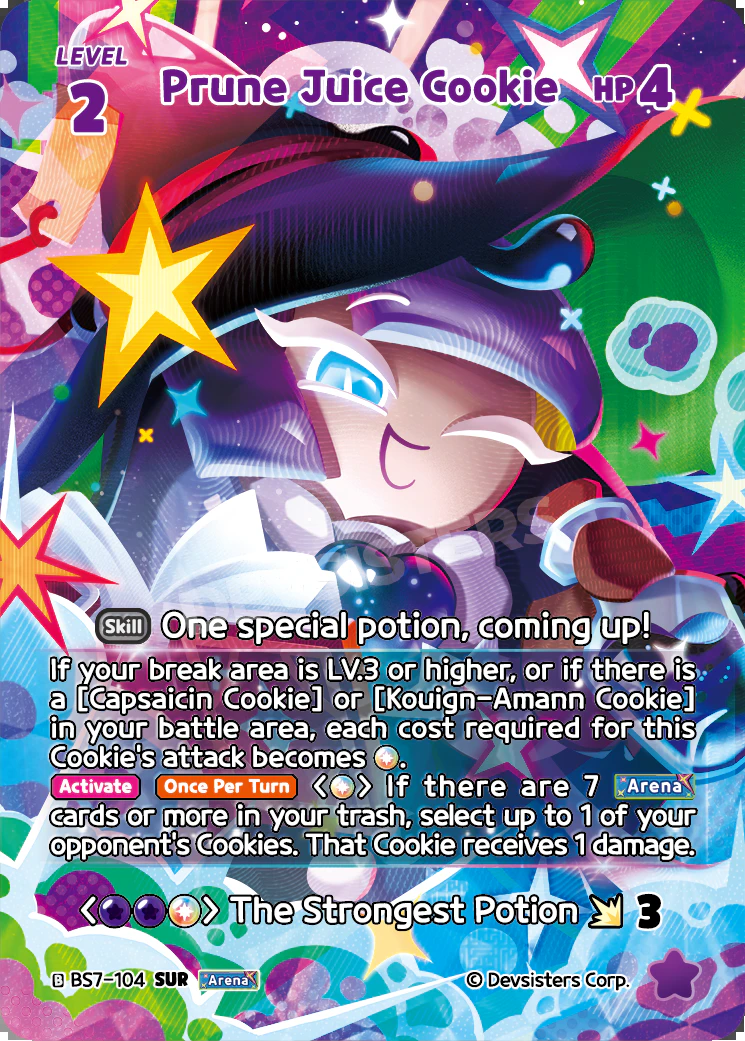 LEVEL
2
Prune Juice Cookie
HP 4
DEVSISTERS
Skill One special potion, coming up!
If your break area is LV.3 or higher, or if there is
a [Capsaicin Cookie] or [Kouign-Amann Cookie]
in your battle area, each cost required for this
Cookie's attack becomes .
Activate Once Per Turn < > If there are 7 Arena
cards or more in your trash, select up to 1 of your
opponent's Cookies. That Cookie receives 1 damage.
< > The Strongest Potion 3
B BS7-104 SUR Arena
© Devsisters Corp.